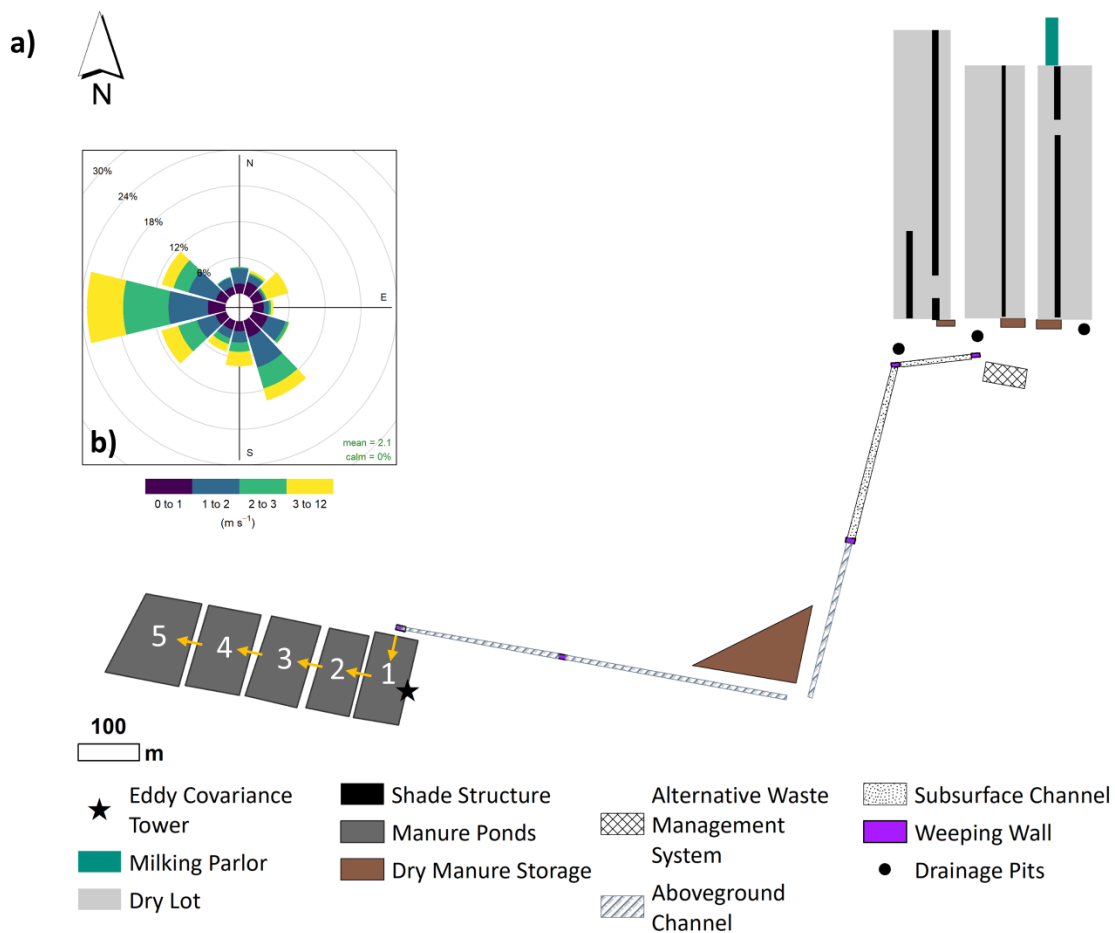 a)
N
N
30%
24%
18%
12%
6%
E
b)
mean = 2.1
calm = 0%
S
0 to 1
1 to 2
2 to 3
3 to 12
(m s⁻¹)
5
4
3
2
1
100
m
Eddy Covariance
Tower
Milking Parlor
Dry Lot
Shade Structure
Manure Ponds
Dry Manure Storage
Alternative Waste
Management
System
Aboveground
Channel
Subsurface Channel
Weeping Wall
Drainage Pits